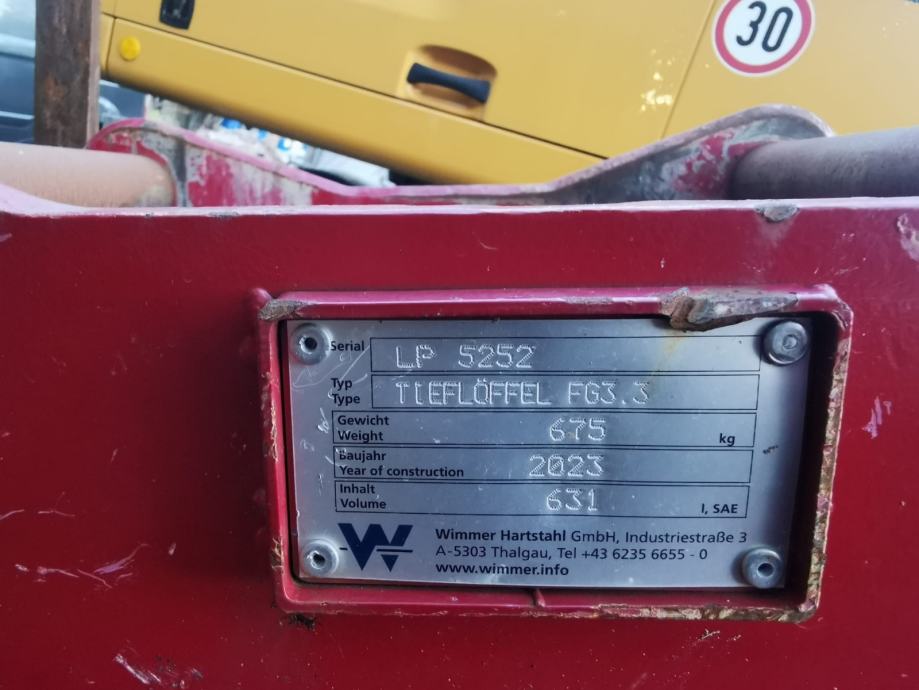 30
Serial LP 5252
Typ
Type TIEFLÖFFEL FG3.3
Gewicht
Weight 675 kg
Baujahr
Year of construction 2023
Inhalt
Volume 631 l, SAE
W
Wimmer Hartstahl GmbH, Industriestraße 3
A-5303 Thalgau, Tel +43 6235 6655 - 0
www.wimmer.info